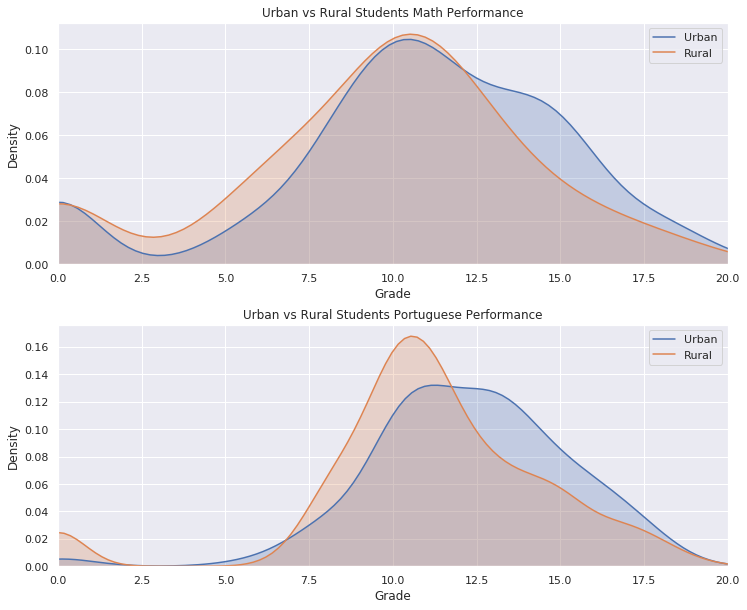 Urban vs Rural Students Math Performance
Urban
Rural
Density
0.10
0.08
0.06
0.04
0.02
0.00
0.0 2.5 5.0 7.5 10.0 12.5 15.0 17.5 20.0
Grade
Urban vs Rural Students Portuguese Performance
Urban
Rural
Density
0.16
0.14
0.12
0.10
0.08
0.06
0.04
0.02
0.00
0.0 2.5 5.0 7.5 10.0 12.5 15.0 17.5 20.0
Grade